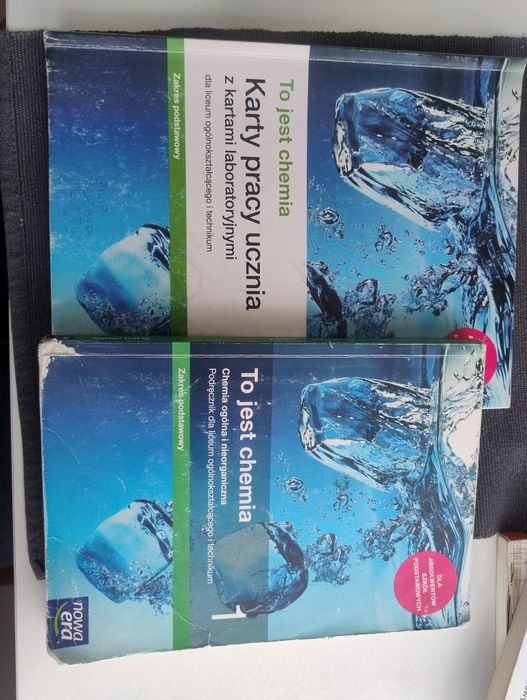 To jest chemia
Karty pracy ucznia
z kartami laboratoryjnymi
dla liceum ogólnokształcącego i technikum
Zakres podstawowy
To jest chemia
1
Chemia ogólna i nieorganiczna
Podręcznik dla liceum ogólnokształcącego i technikum
Zakres podstawowy
DLA
ABSOLWENTÓW
SZKÓŁ
PODSTAWOWYCH
nowa
era